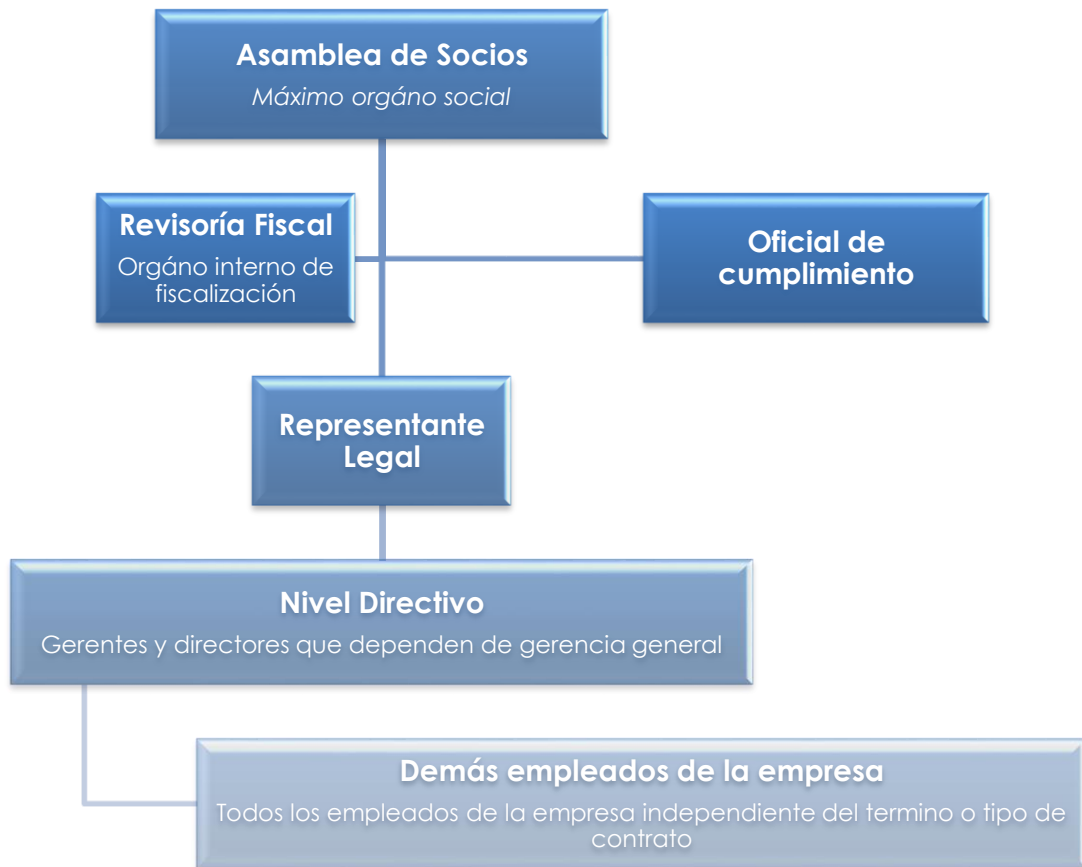 Asamblea de Socios
Máximo orgáno social
Revisoría Fiscal
Orgáno interno de
fiscalización
Oficial de
cumplimiento
Representante
Legal
Nivel Directivo
Gerentes y directores que dependen de gerencia general
Demás empleados de la empresa
Todos los empleados de la empresa independiente del termino o tipo de
contrato